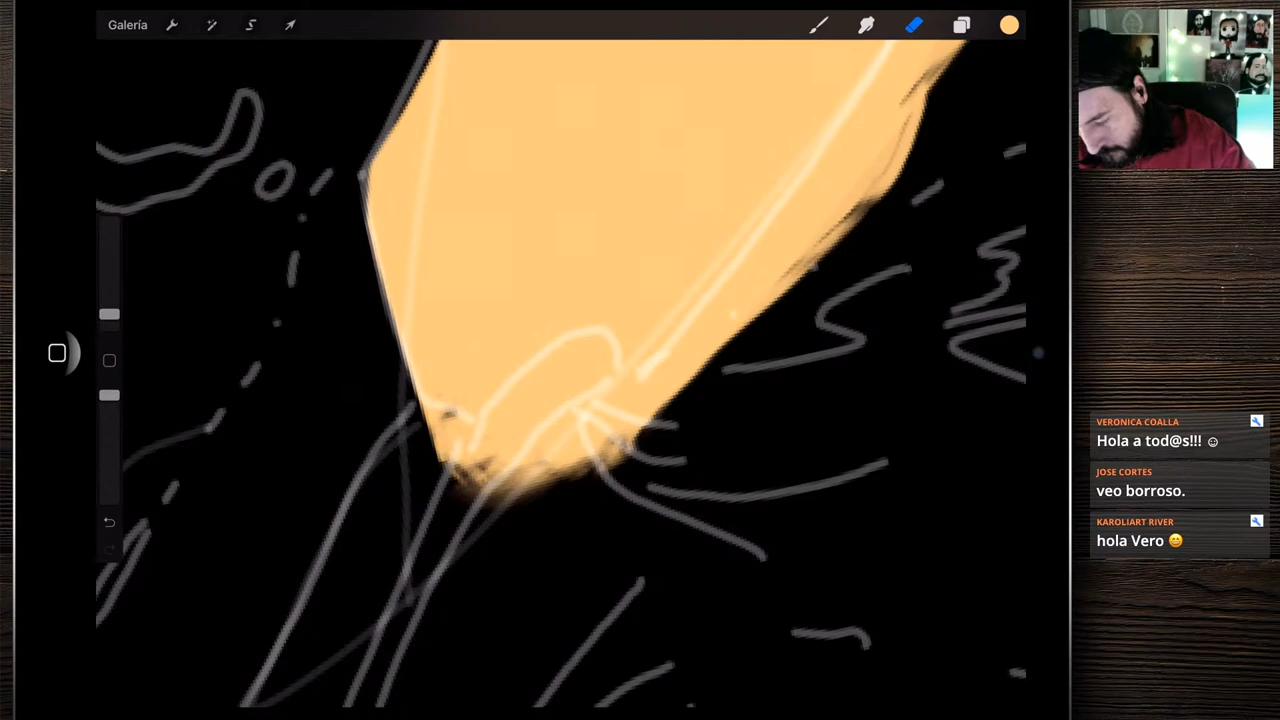 Galería
VERONICA COALLA
Hola a tod@s!!! ☺
JOSE CORTES
veo borroso.
KAROLIART RIVER
hola Vero 😊